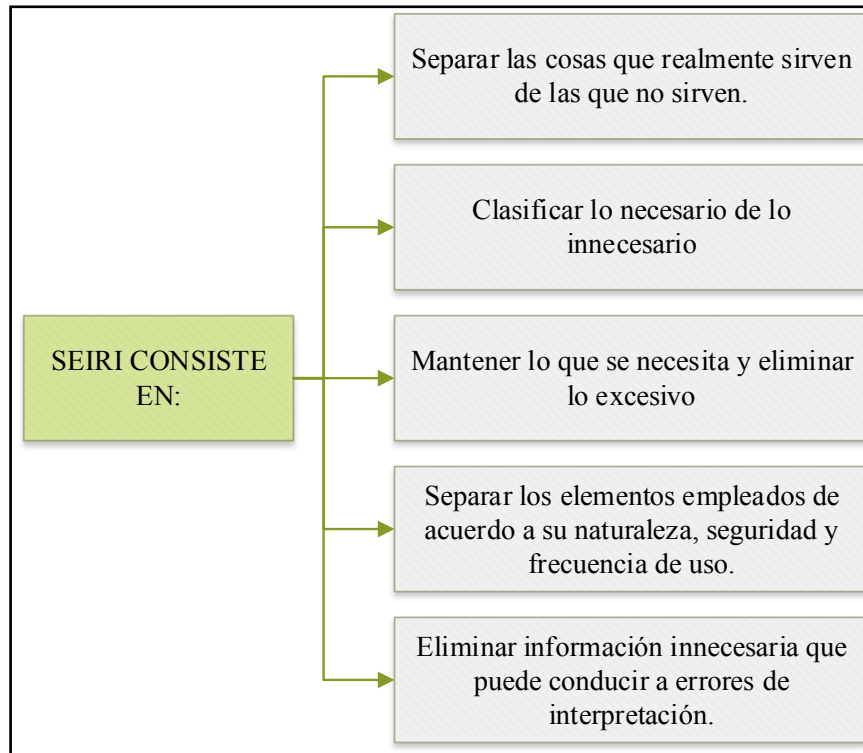 Separar las cosas que realmente sirven
de las que no sirven.
Clasificar lo necesario de lo
innecesario
SEIRI CONSISTE
EN:
Mantener lo que se necesita y eliminar
lo excesivo
Separar los elementos empleados de
acuerdo a su naturaleza, seguridad y
frecuencia de uso.
Eliminar información innecesaria que
puede conducir a errores de
interpretación.